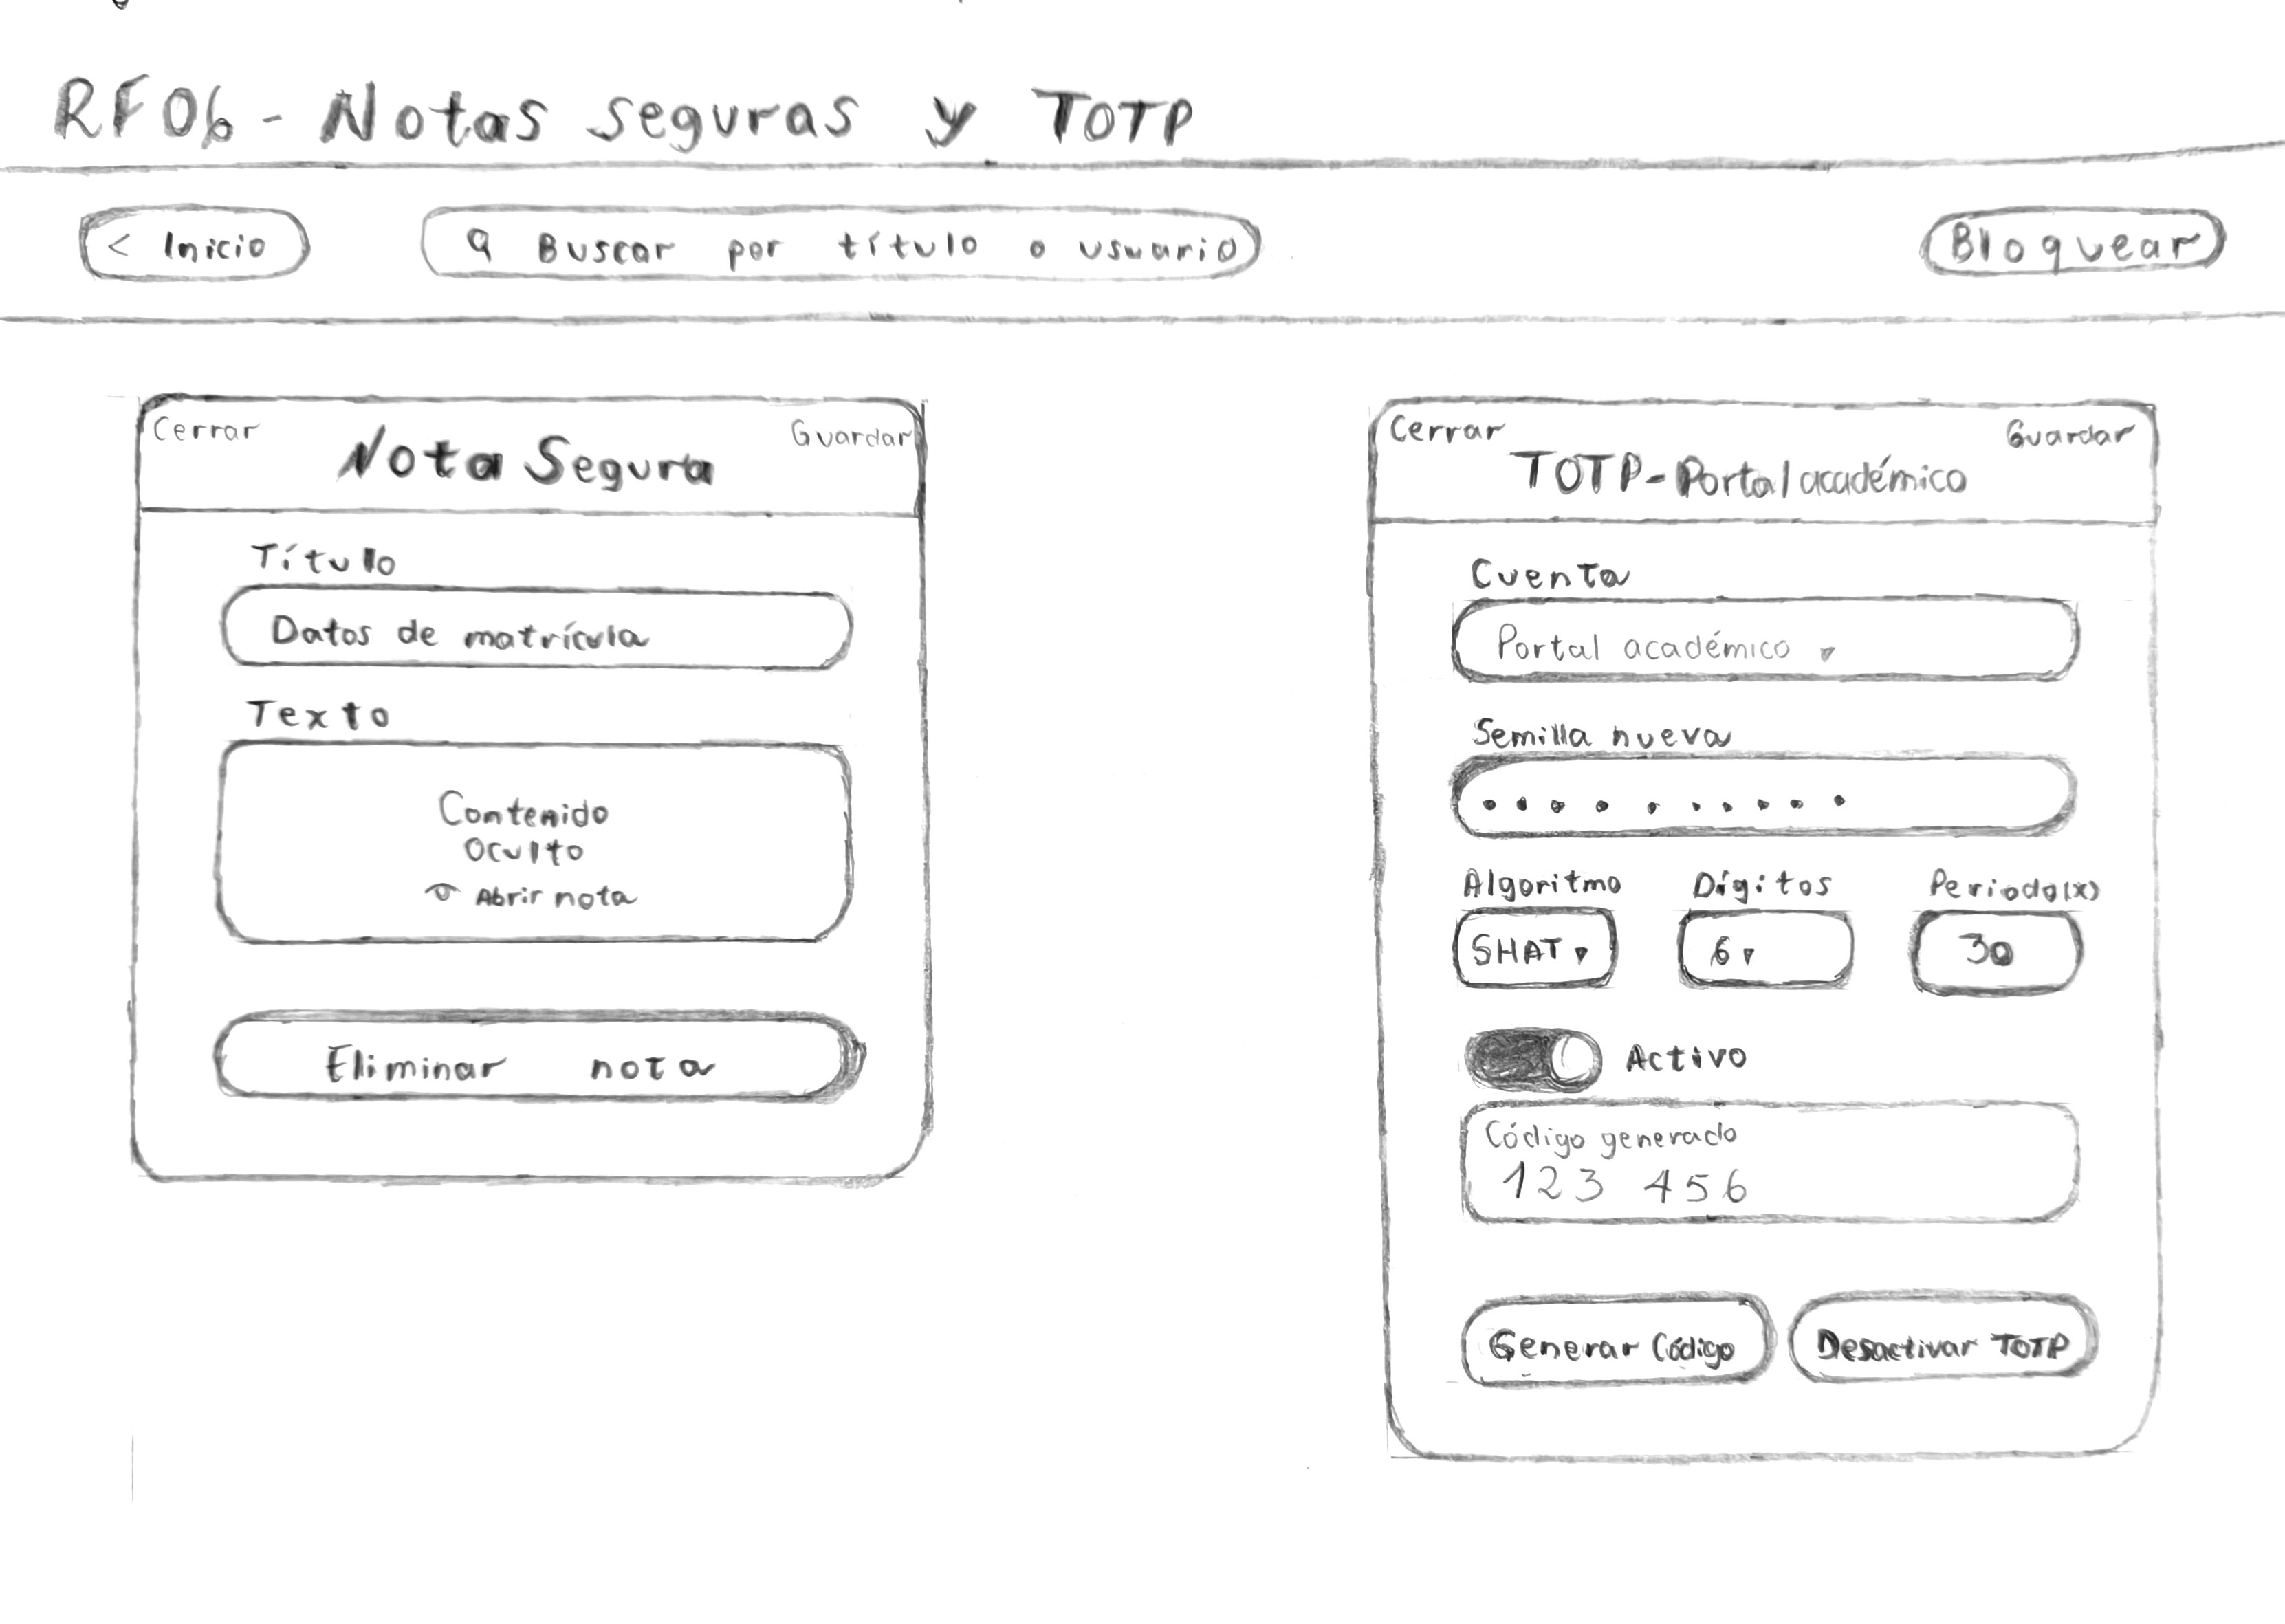 RF06 - Notas seguras y TOTP
< Inicio
Buscar por título o usuario
Bloquear
Cerrar
Guardar
Nota Segura
Título
Datos de matrícula
Texto
Contenido
Oculto
Abrir nota
Eliminar nota
Cerrar
Guardar
TOTP - Portal académico
Cuenta
Portal académico
Semilla nueva
Algoritmo Dígitos Periodo(x)
SHAT 6 30
Activo
Código generado
123 456
Generar Código
Desactivar TOTP